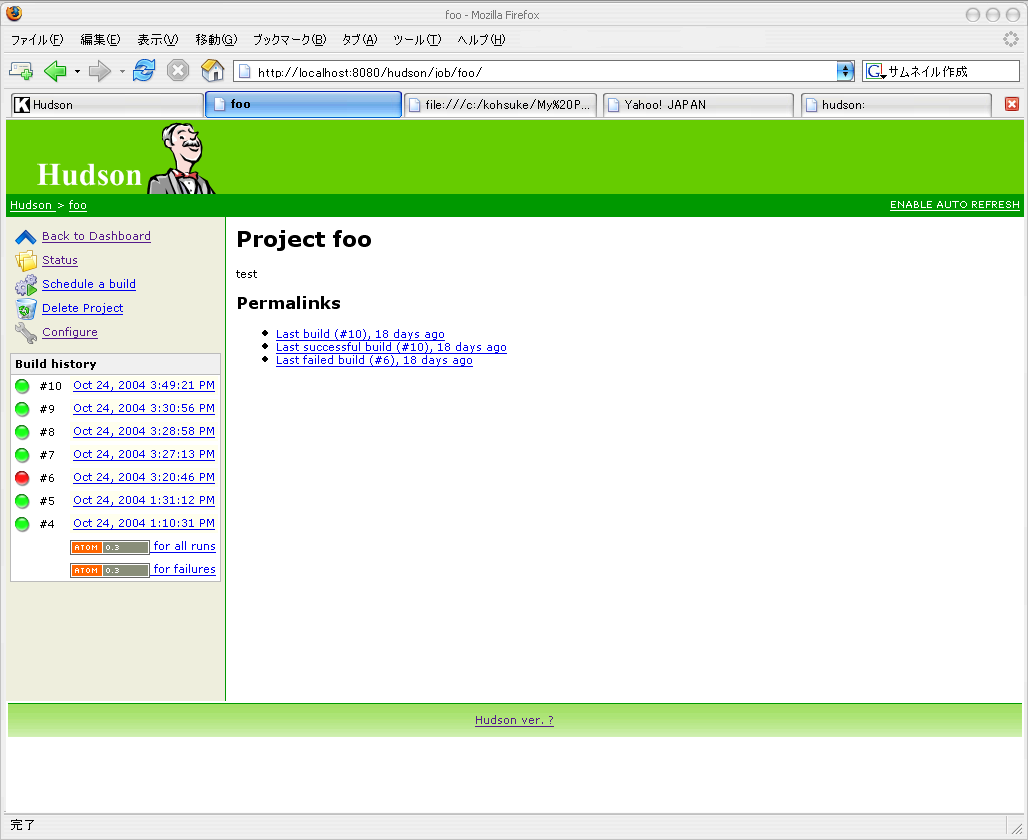 foo - Mozilla Firefox
ファイル(F) 編集(E) 表示(V) 移動(G) ブックマーク(B) タブ(A) ツール(T) ヘルプ(H)
http://localhost:8080/hudson/job/foo/ G サムネイル作成
K Hudson foo file:///c:/kohsuke/My%20P... Yahoo! JAPAN hudson:
Hudson
Hudson > foo ENABLE AUTO REFRESH
Back to Dashboard
Status
Schedule a build
Delete Project
Configure
Build history
#10 Oct 24, 2004 3:49:21 PM
#9 Oct 24, 2004 3:30:56 PM
#8 Oct 24, 2004 3:28:58 PM
#7 Oct 24, 2004 3:27:13 PM
#6 Oct 24, 2004 3:20:46 PM
#5 Oct 24, 2004 1:31:12 PM
#4 Oct 24, 2004 1:10:31 PM
ATOM 0.3 for all runs
ATOM 0.3 for failures
Project foo
test
Permalinks
Last build (#10), 18 days ago
Last successful build (#10), 18 days ago
Last failed build (#6), 18 days ago
Hudson ver. ?
完了